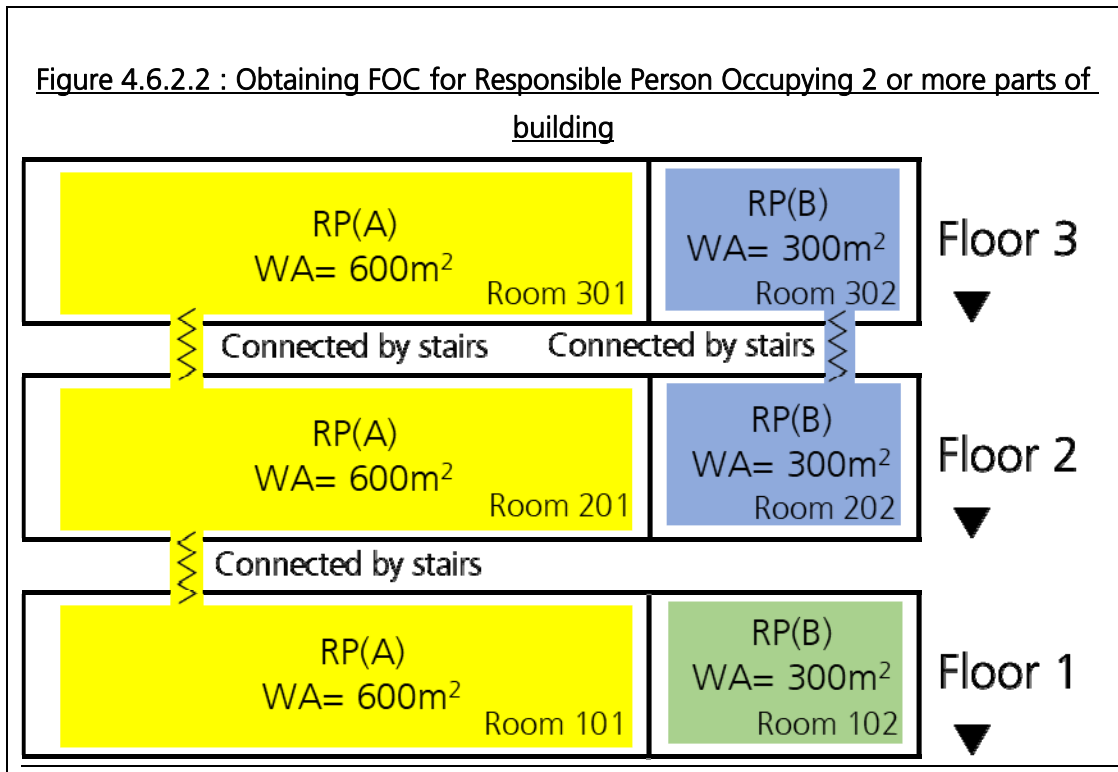 Figure 4.6.2.2 : Obtaining FOC for Responsible Person Occupying 2 or more parts of
building
RP(A)
WA= 600m²
Room 301
RP(B)
WA= 300m²
Room 302
Floor 3
Connected by stairs
Connected by stairs
RP(A)
WA= 600m²
Room 201
RP(B)
WA= 300m²
Room 202
Floor 2
Connected by stairs
RP(A)
WA= 600m²
Room 101
RP(B)
WA= 300m²
Room 102
Floor 1